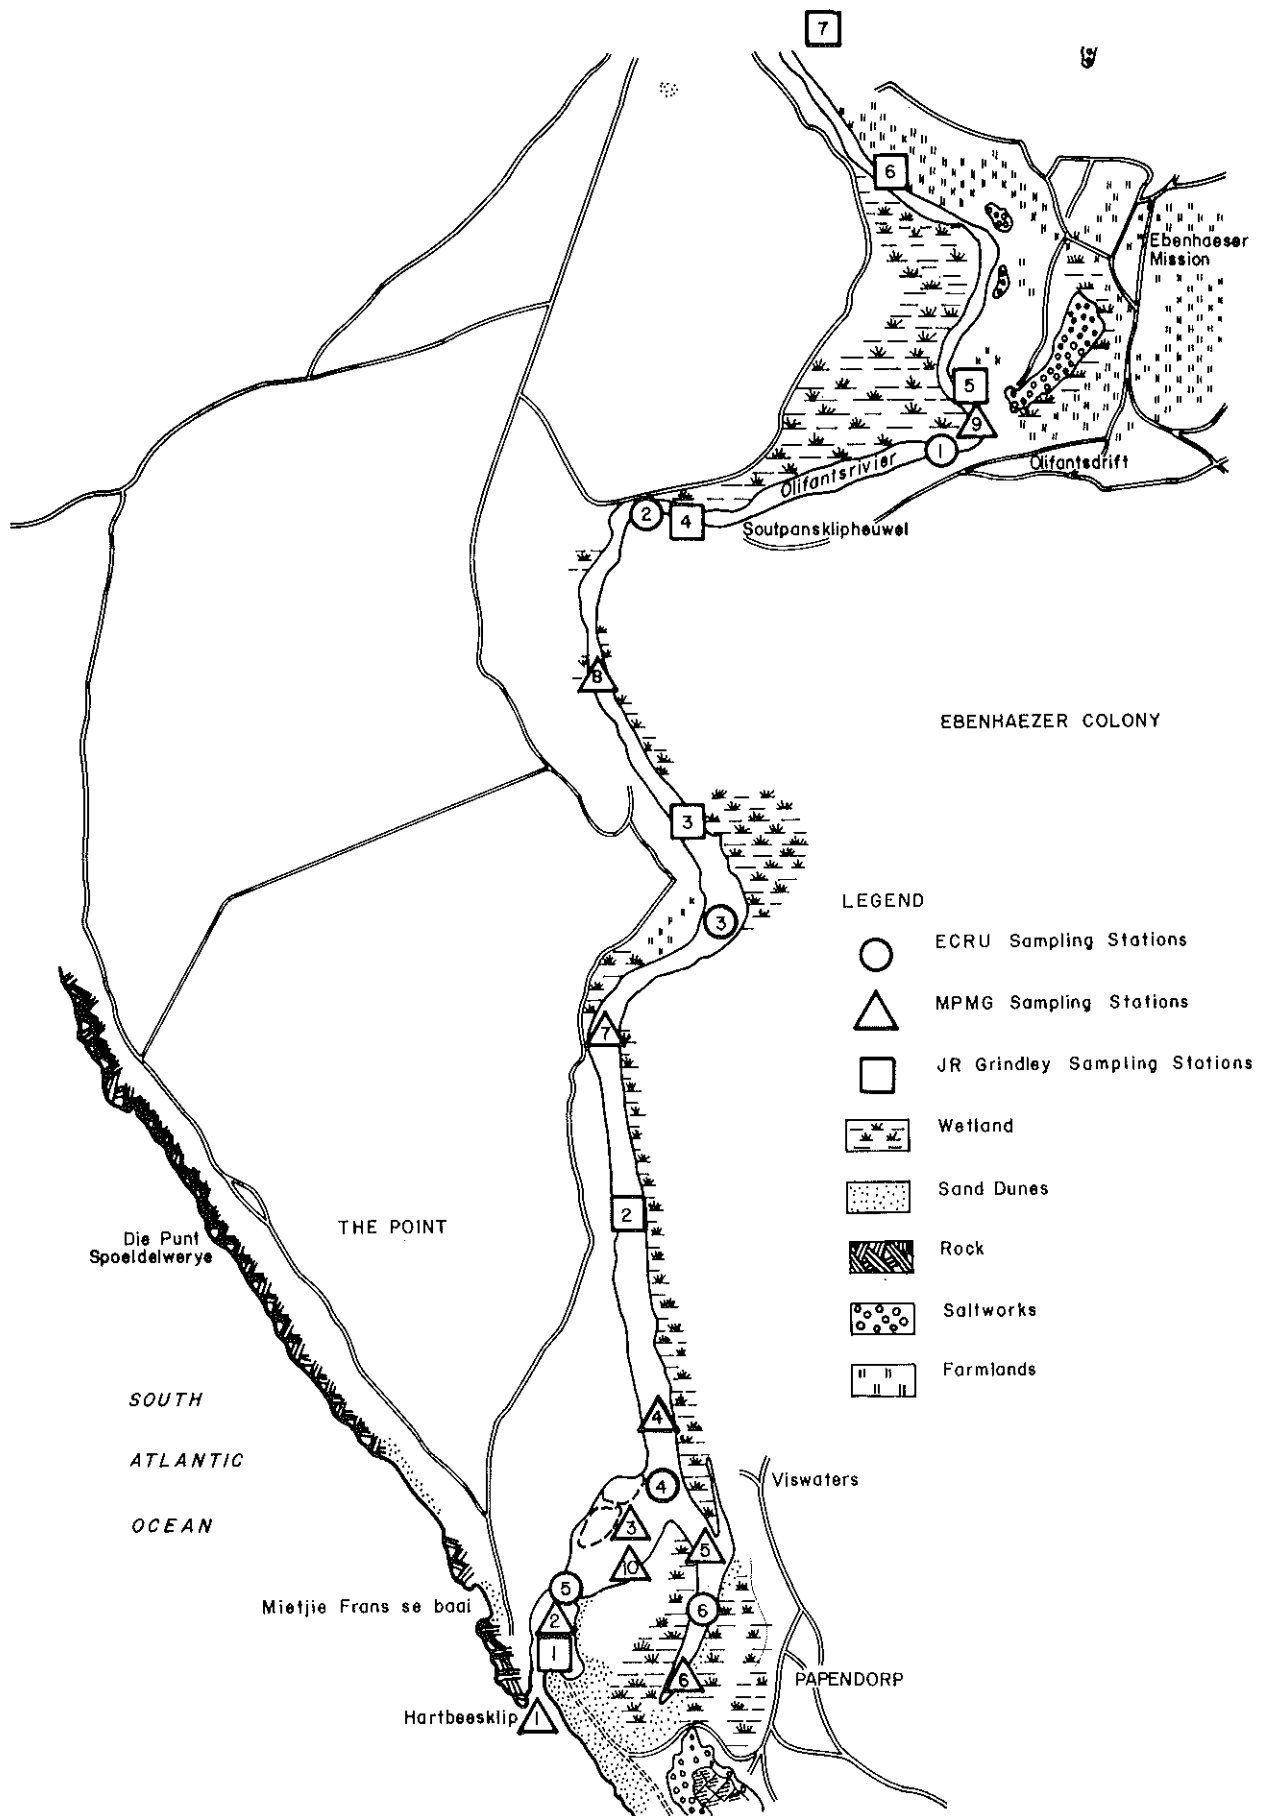 7
6
Ebenhaeser
Mission
5
9
1
Olifantsrivier
Olifantsdrift
2
4
Soutpansklipheuwel
8
EBENHAEZER COLONY
3
LEGEND
3
ECRU Sampling Stations
MPMG Sampling Stations
7
JR Grindley Sampling Stations
Wetland
Sand Dunes
2
THE POINT
Die Punt
Spoeldelwerye
Rock
Saltworks
Farmlands
SOUTH
4
ATLANTIC
Viswaters
4
OCEAN
3
5
10
5
Mietjie Frans se baai
2
6
1
6
PAPENDORP
Hartbeesklip
1